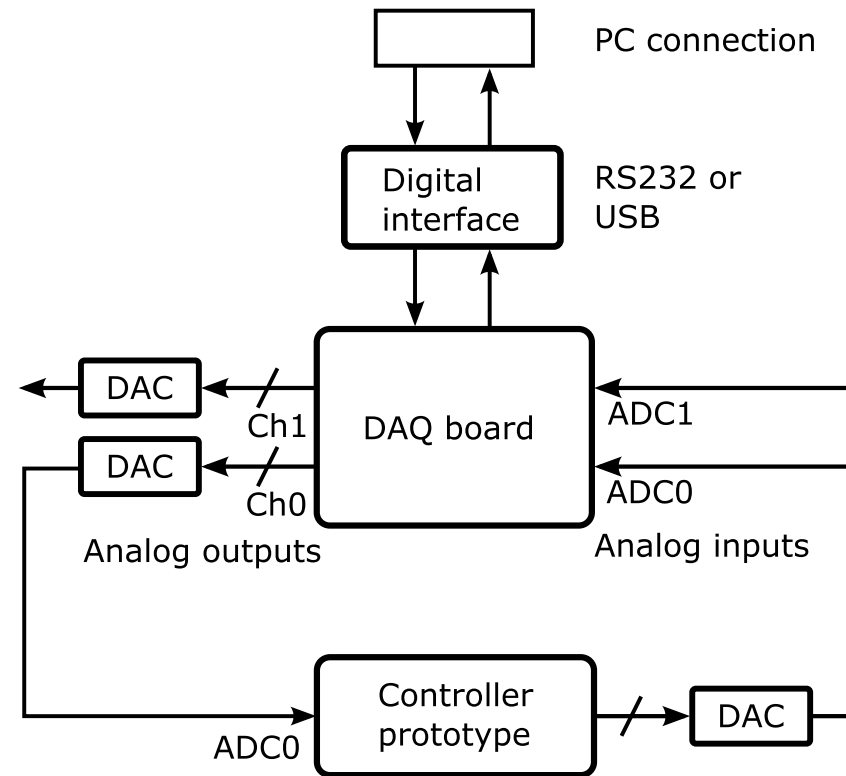 PC connection
Digital
interface
RS232 or
USB
DAC
Ch1
DAQ board
ADC1
DAC
Ch0
ADC0
Analog outputs
Analog inputs
Controller
prototype
ADC0
DAC